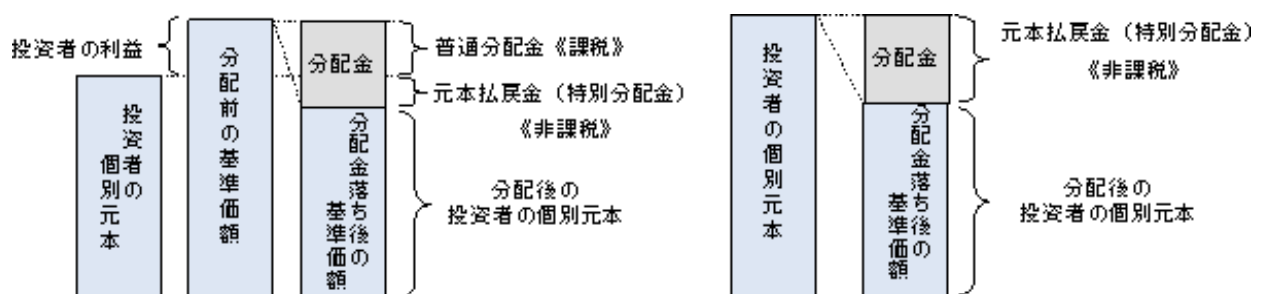 投資者の利益
投資者の
個別元本
分配前の基準価額
分配金
分配金落ち後の
基準価額
普通分配金《課税》
元本払戻金（特別分配金）
《非課税》
分配後の
投資者の個別元本
投資者の個別元本
分配金
分配金落ち後の
基準価額
元本払戻金（特別分配金）
《非課税》
分配後の
投資者の個別元本